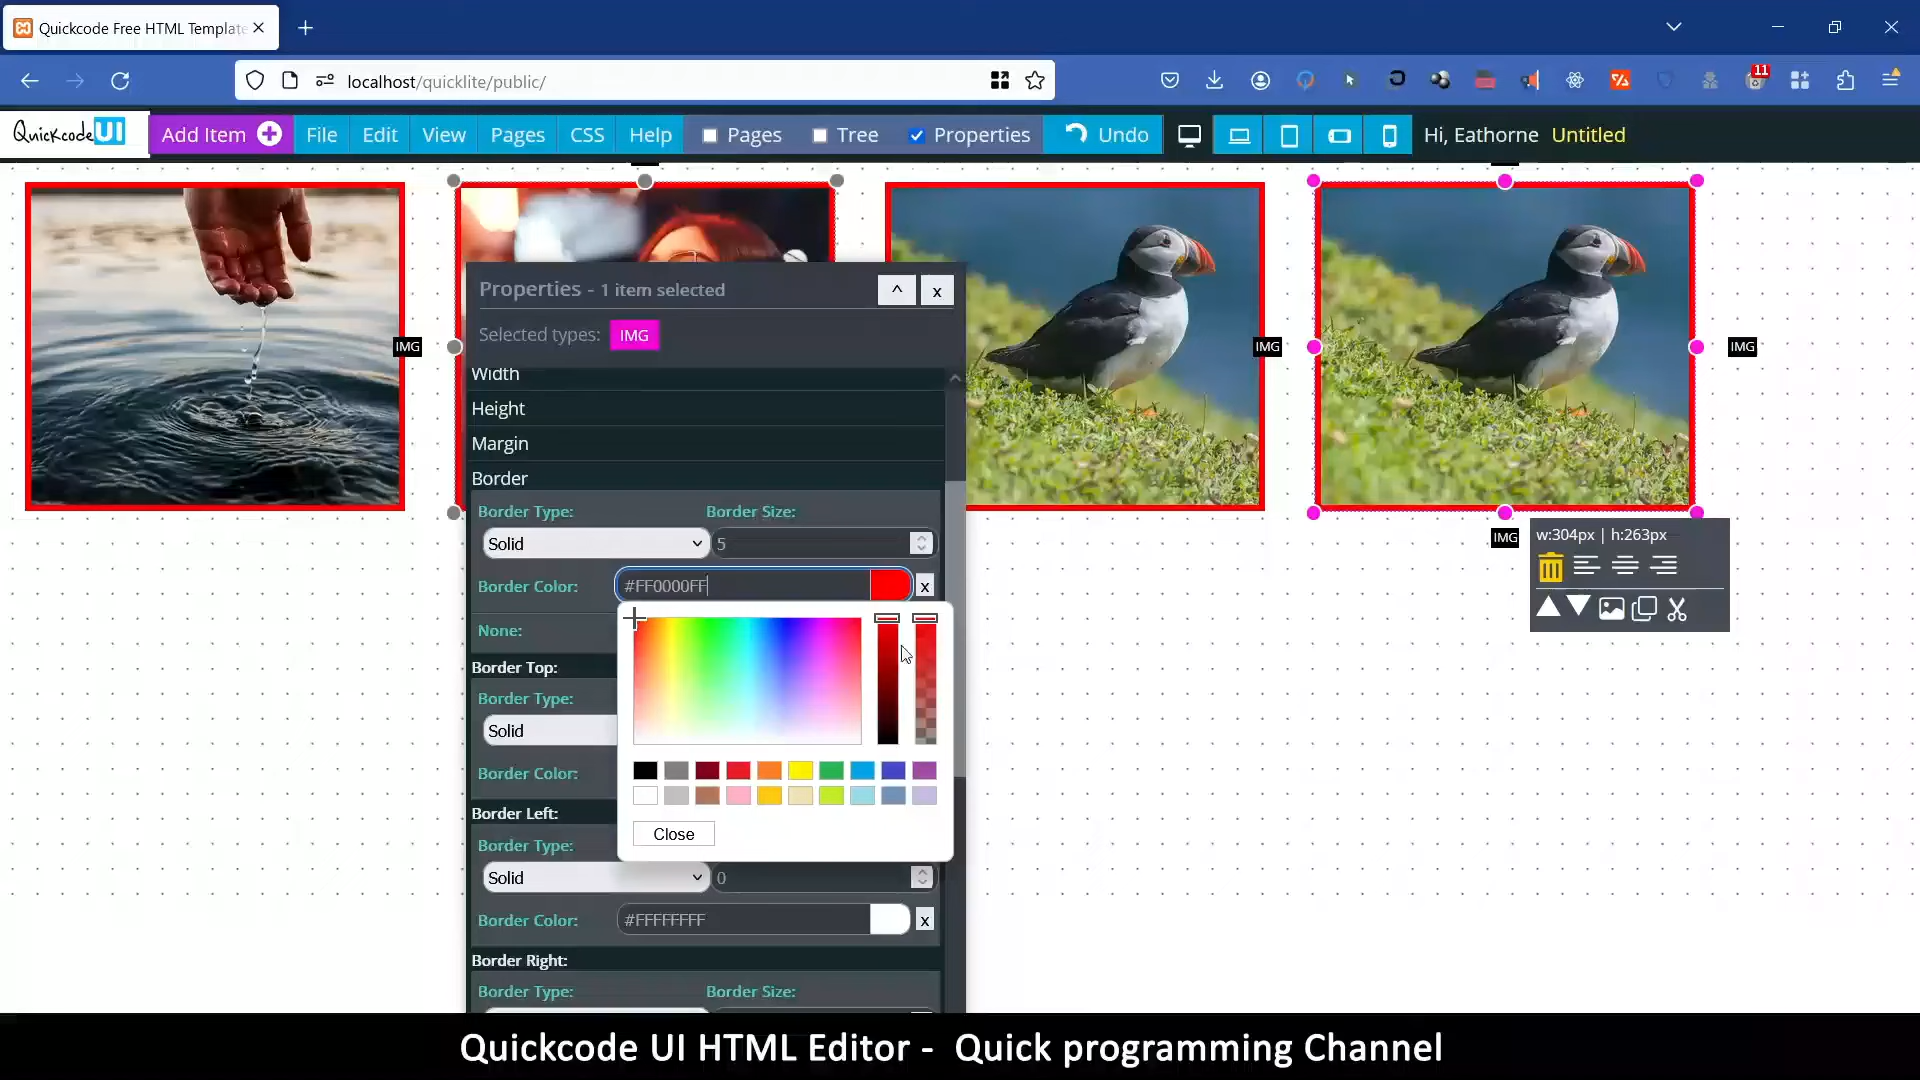 Quickcode Free HTML Template
localhost/quicklite/public/
11
Quickcode UI
Add Item
File
Edit
View
Pages
CSS
Help
Pages
Tree
Properties
Undo
Hi, Eathorne
Untitled
Properties - 1 item selected
^
x
Selected types:
IMG
IMG
IMG
IMG
Width
Height
Margin
Border
Border Type:
Border Size:
Solid
5
IMG
w:304px | h:263px
Border Color:
#FF0000FF
x
None:
Border Top:
Border Type:
Solid
Border Color:
Border Left:
Close
Border Type:
Solid
0
Border Color:
#FFFFFFFF
x
Border Right:
Border Type:
Border Size:
Quickcode UI HTML Editor - Quick programming Channel